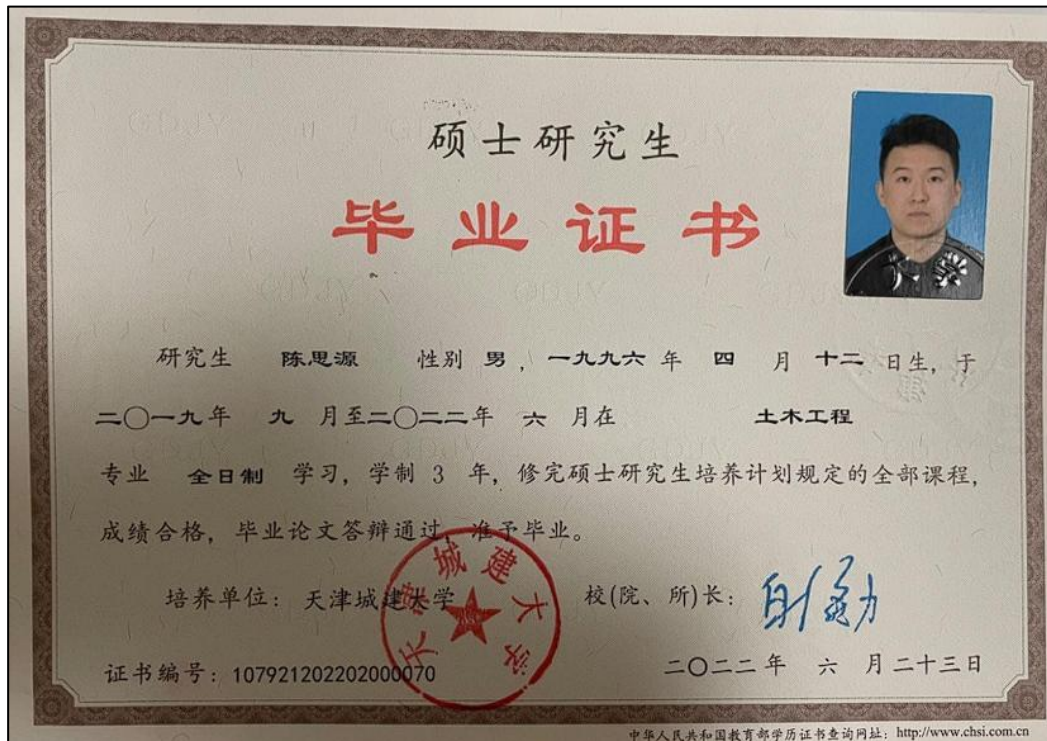 硕士研究生
毕业证书
研究生 陈思源 性别 男，一九九六 年 四 月 十二 日生，于
二〇一九年 九 月至二〇二二年 六 月在 土木工程
专业 全日制 学习，学制 3 年，修完硕士研究生培养计划规定的全部课程，
成绩合格，毕业论文答辩通过，准予毕业。
培养单位：天津城建大学 校(院、所)长：
天津城建大学
证书编号：107921202202000070 二〇二二年 六 月二十三日
中华人民共和国教育部学历证书查询网址：http://www.chsi.com.cn